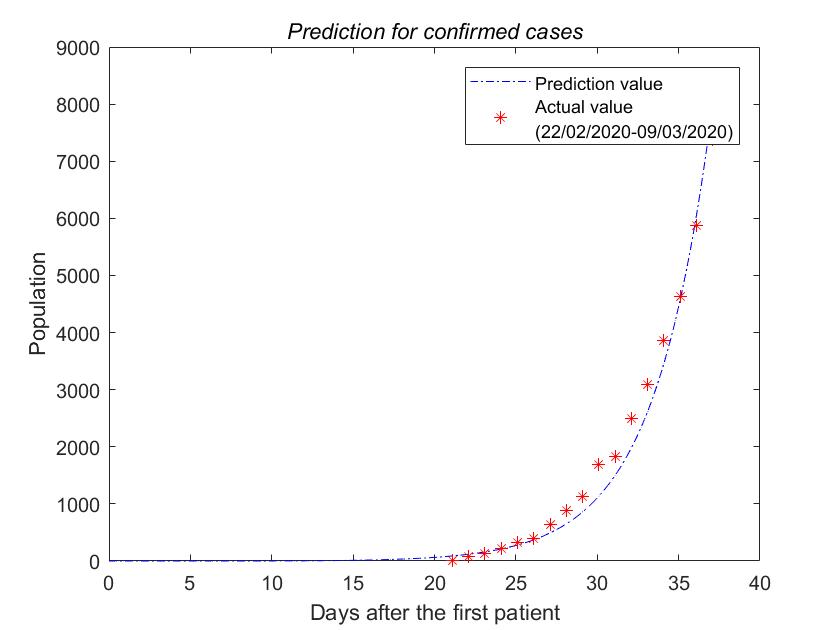 Prediction for confirmed cases
9000
8000
7000
6000
5000
4000
3000
2000
1000
0
Population
Prediction value
Actual value
(22/02/2020-09/03/2020)
0 5 10 15 20 25 30 35 40
Days after the first patient